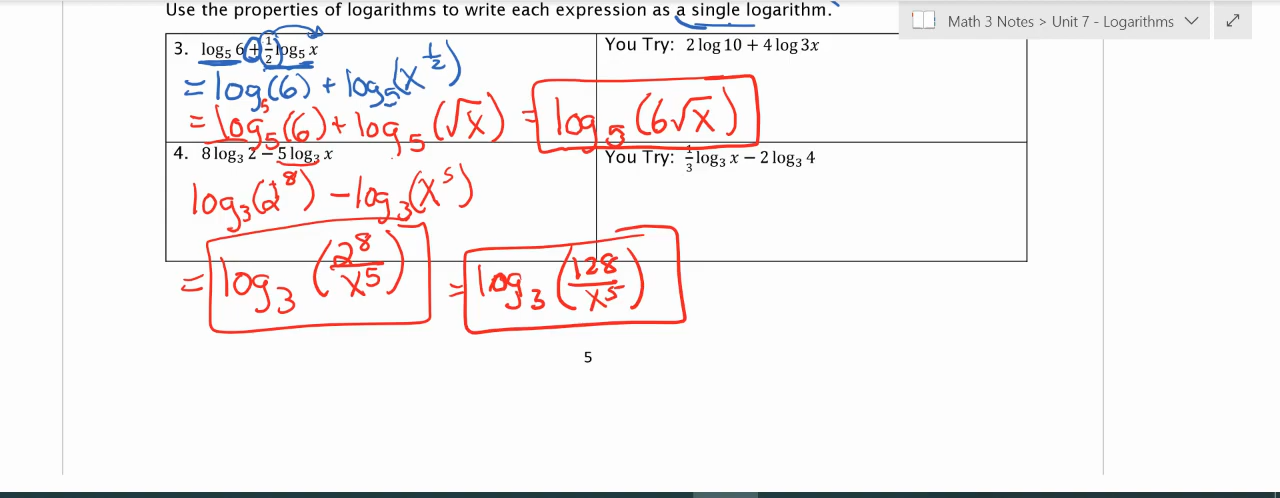 Use the properties of logarithms to write each expression as a single logarithm.
Math 3 Notes > Unit 7 - Logarithms
3. log₅ 6 + ½ log₅ x
= log₅(6) + log₅(x^½)
= log₅(6) + log₅(√x) = log₅(6√x)
You Try: 2 log 10 + 4 log 3x
4. 8 log₃ 2 − 5 log₃ x
log₃(2⁸) − log₃(x⁵)
= log₃(2⁸/x⁵) = log₃(128/x⁵)
You Try: ⅓ log₃ x − 2 log₃ 4
5